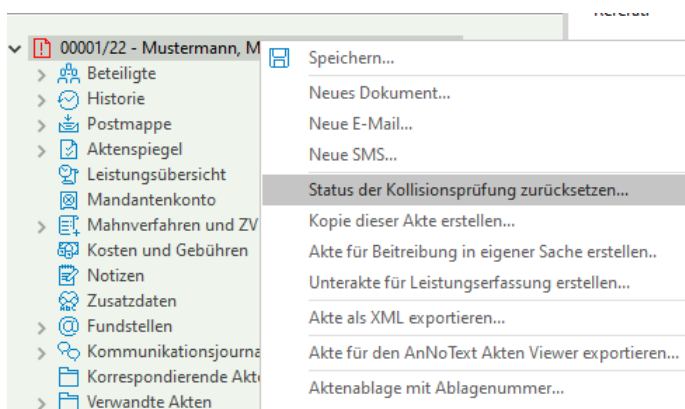 00001/22 - Mustermann, M
Beteiligte
Historie
Postmappe
Aktenspiegel
Leistungsübersicht
Mandantenkonto
Mahnverfahren und ZV
Kosten und Gebühren
Notizen
Zusatzdaten
Fundstellen
Kommunikationsjourna
Korrespondierende Akt
Verwandte Akten
Speichern...
Neues Dokument...
Neue E-Mail...
Neue SMS...
Status der Kollisionsprüfung zurücksetzen...
Kopie dieser Akte erstellen...
Akte für Beitreibung in eigener Sache erstellen..
Unterakte für Leistungserfassung erstellen...
Akte als XML exportieren...
Akte für den AnNoText Akten Viewer exportieren...
Aktenablage mit Ablagenummer...